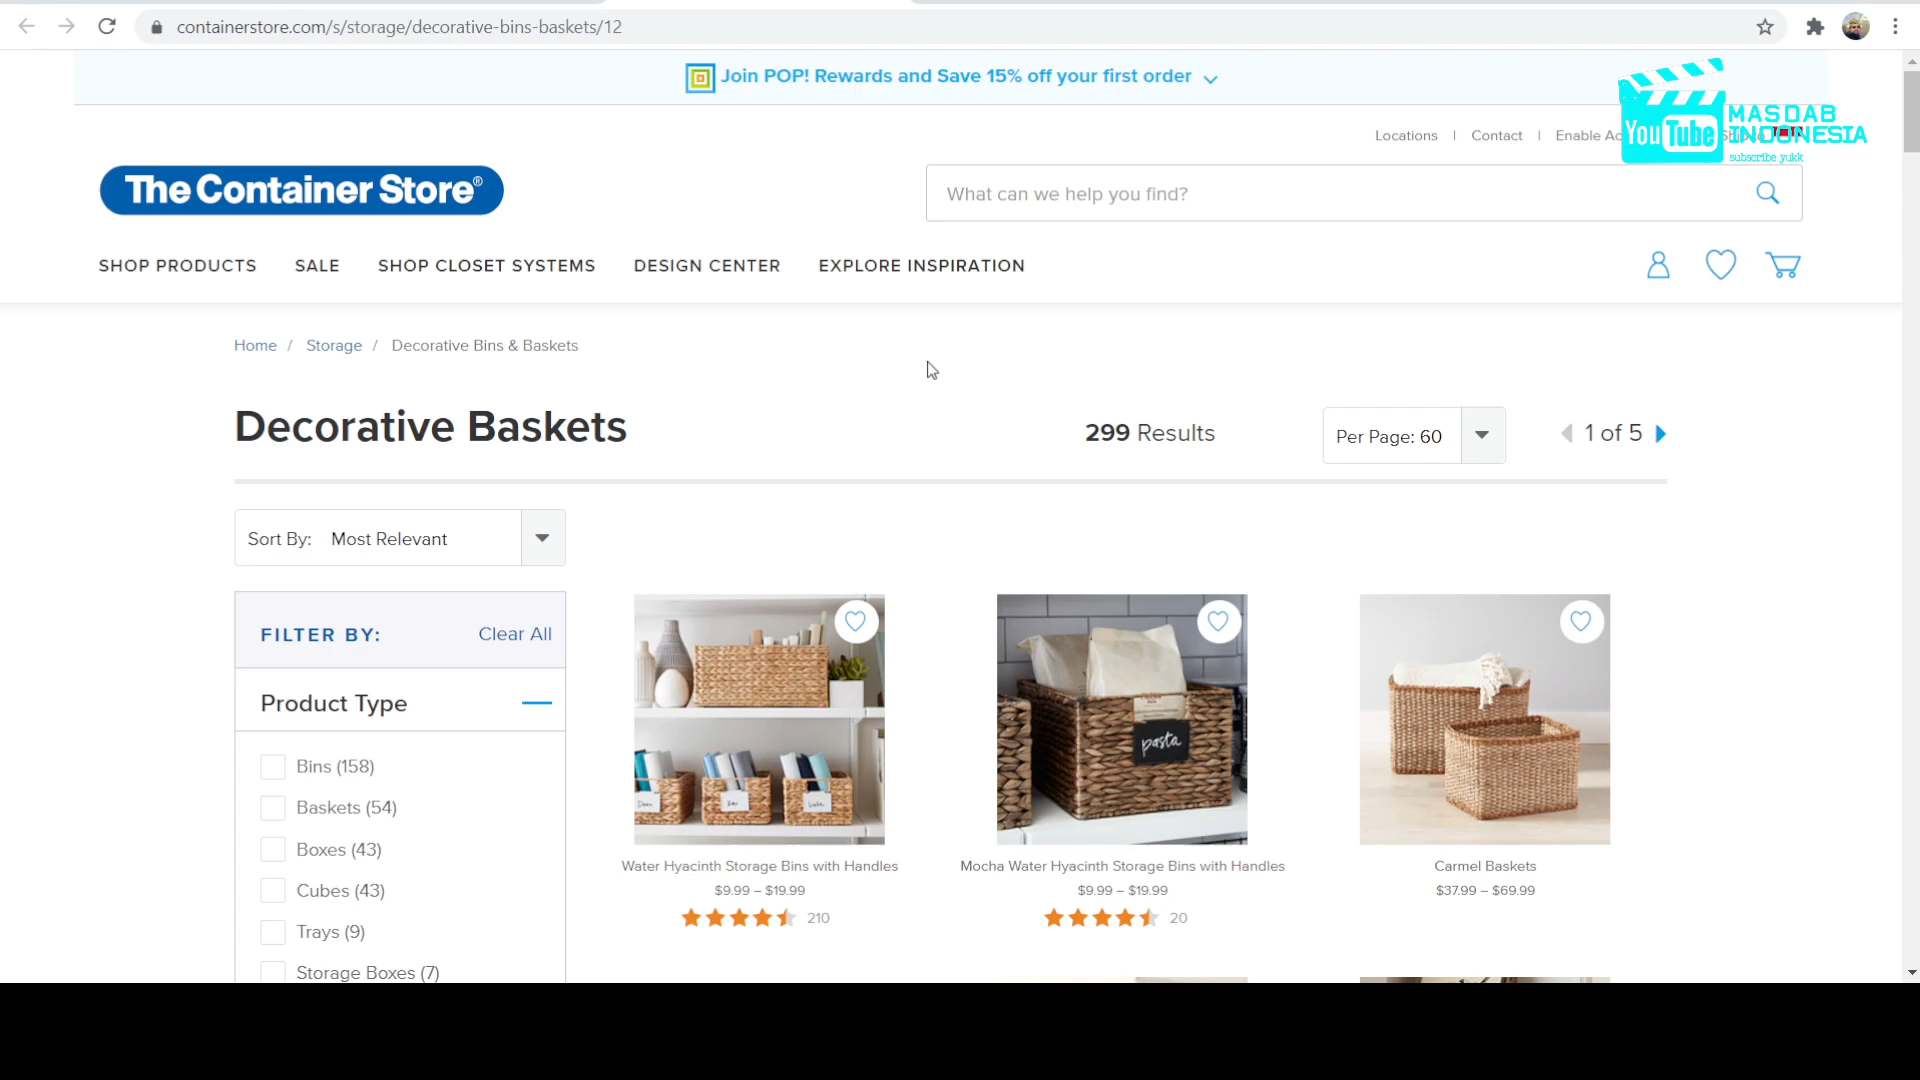 containerstore.com/s/storage/decorative-bins-baskets/12
Join POP! Rewards and Save 15% off your first order
Locations | Contact | Enable Ac
YouTube MASDAB INDONESIA
subscribe yukk
The Container Store®
What can we help you find?
SHOP PRODUCTS SALE SHOP CLOSET SYSTEMS DESIGN CENTER EXPLORE INSPIRATION
Home / Storage / Decorative Bins & Baskets
Decorative Baskets
299 Results
Per Page: 60
1 of 5
Sort By: Most Relevant
FILTER BY: Clear All
Product Type
Bins (158)
Baskets (54)
Boxes (43)
Cubes (43)
Trays (9)
Storage Boxes (7)
pasta
Water Hyacinth Storage Bins with Handles
$9.99 – $19.99
210
Mocha Water Hyacinth Storage Bins with Handles
$9.99 – $19.99
20
Carmel Baskets
$37.99 – $69.99